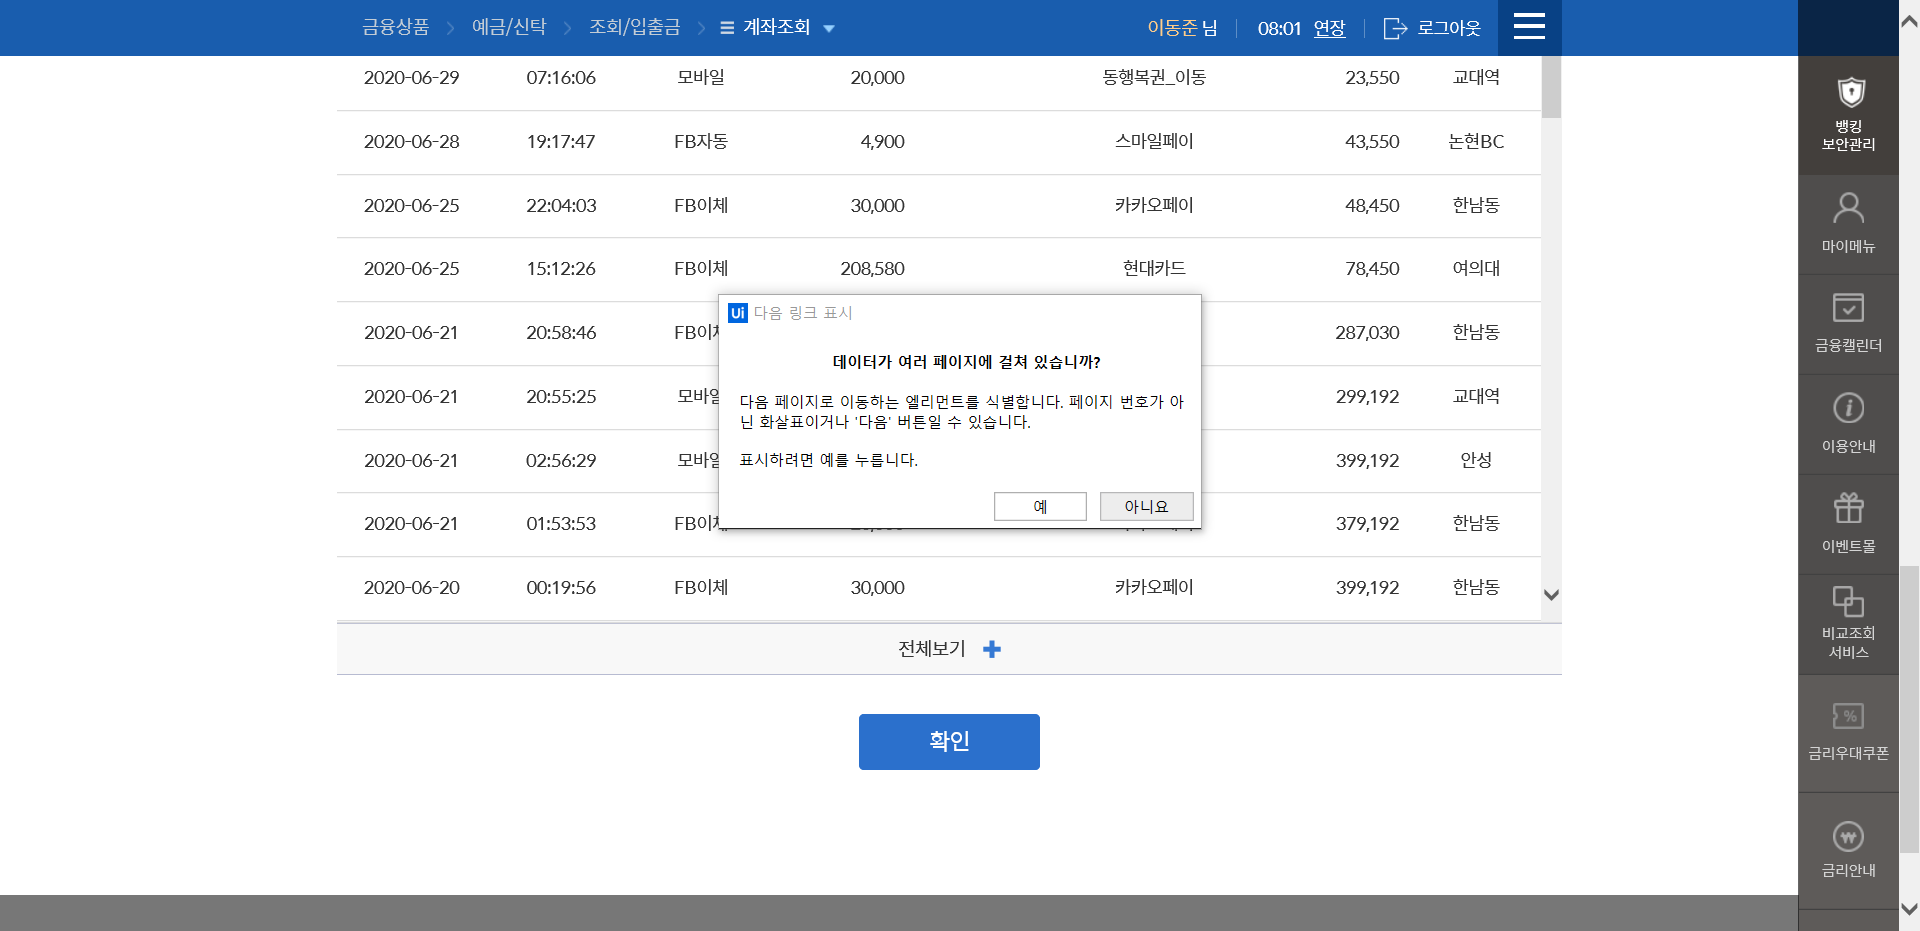 금융상품 예금/신탁 조회/입출금 계좌조회 이동준 님 08:01 연장 로그아웃
2020-06-29 07:16:06 모바일 20,000 동행복권_이동 23,550 교대역
2020-06-28 19:17:47 FB자동 4,900 스마일페이 43,550 논현BC
2020-06-25 22:04:03 FB이체 30,000 카카오페이 48,450 한남동
2020-06-25 15:12:26 FB이체 208,580 현대카드 78,450 여의대
2020-06-21 20:58:46 FB이체 287,030 한남동
2020-06-21 20:55:25 모바일 299,192 교대역
2020-06-21 02:56:29 모바일 399,192 안성
2020-06-21 01:53:53 FB이체 379,192 한남동
2020-06-20 00:19:56 FB이체 30,000 카카오페이 399,192 한남동
Ui 다음 링크 표시
데이터가 여러 페이지에 걸쳐 있습니까?
다음 페이지로 이동하는 엘리먼트를 식별합니다. 페이지 번호가 아
닌 화살표이거나 '다음' 버튼일 수 있습니다.
표시하려면 예를 누릅니다.
예 아니요
전체보기
확인
뱅킹
보안관리
마이메뉴
금융캘린더
이용안내
이벤트몰
비교조회
서비스
금리우대쿠폰
금리안내